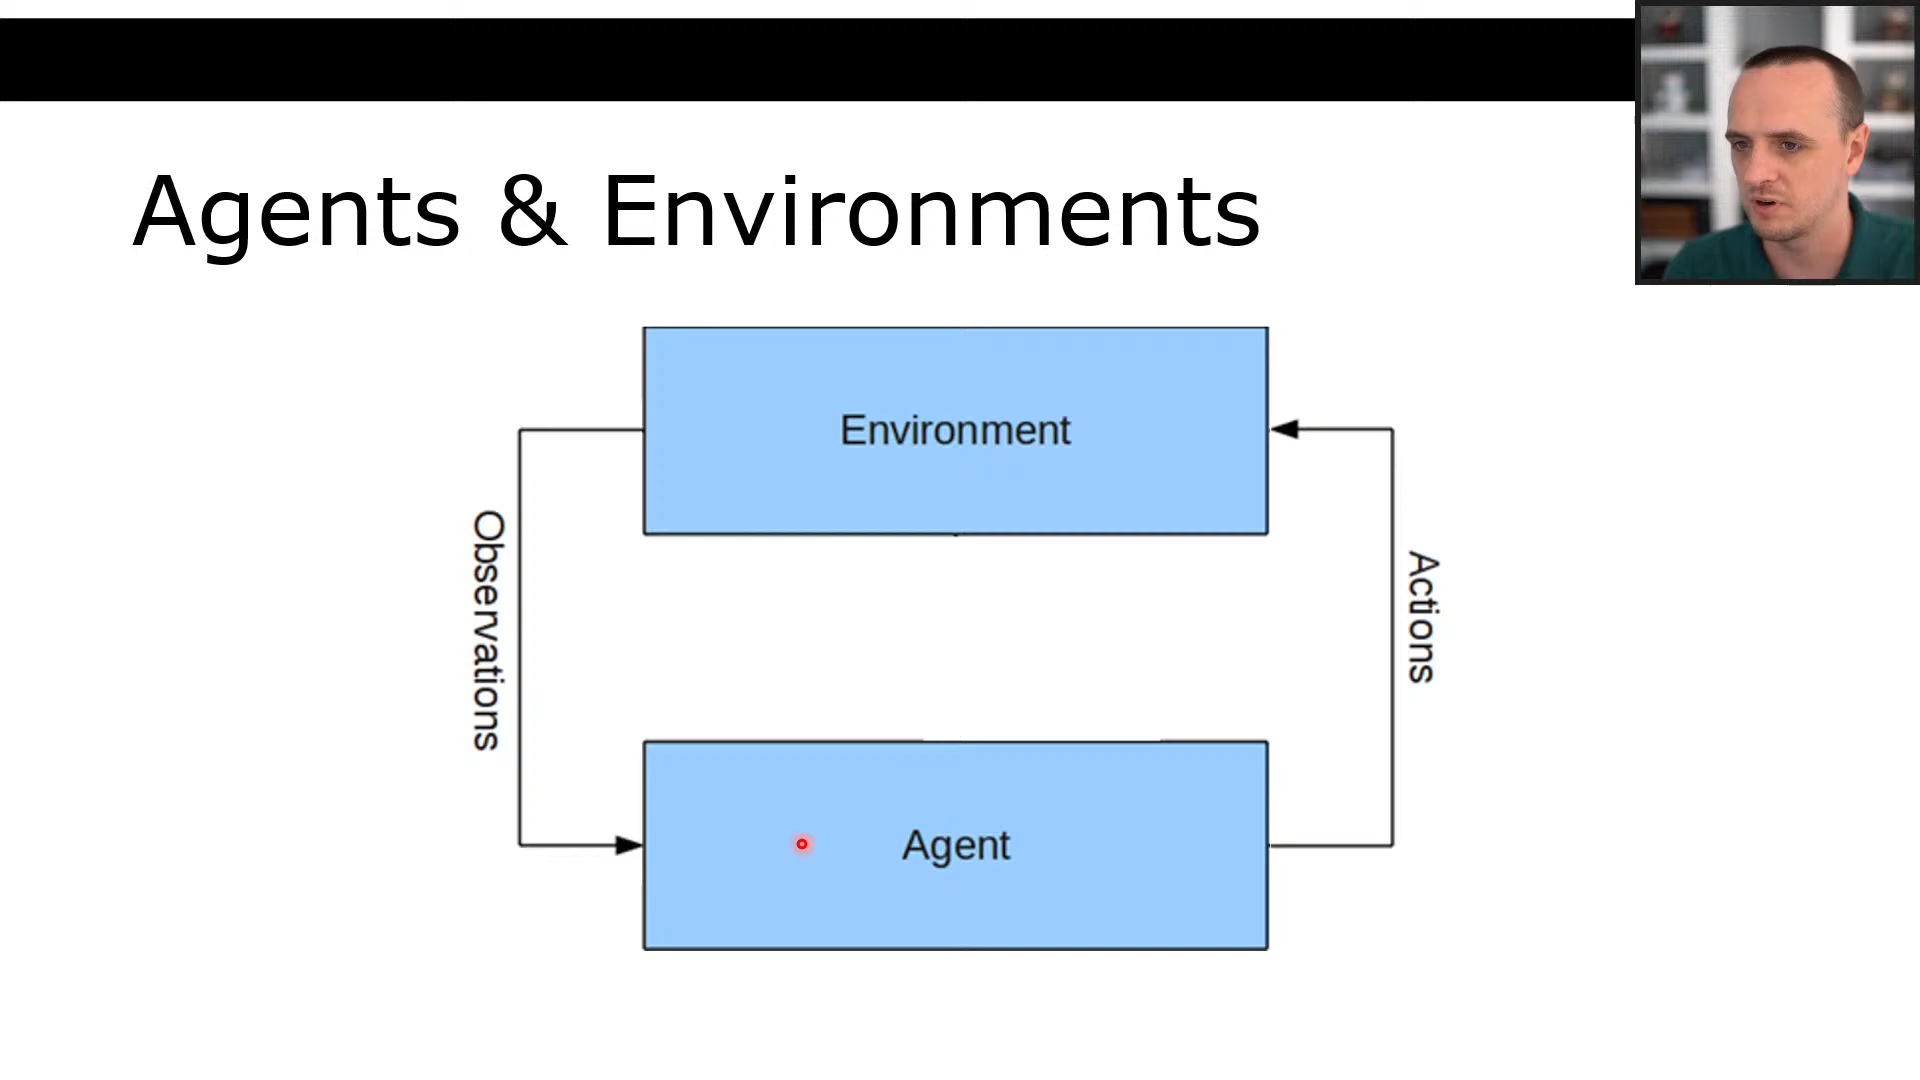 Agents & Environments
Environment
Observations
Actions
Agent